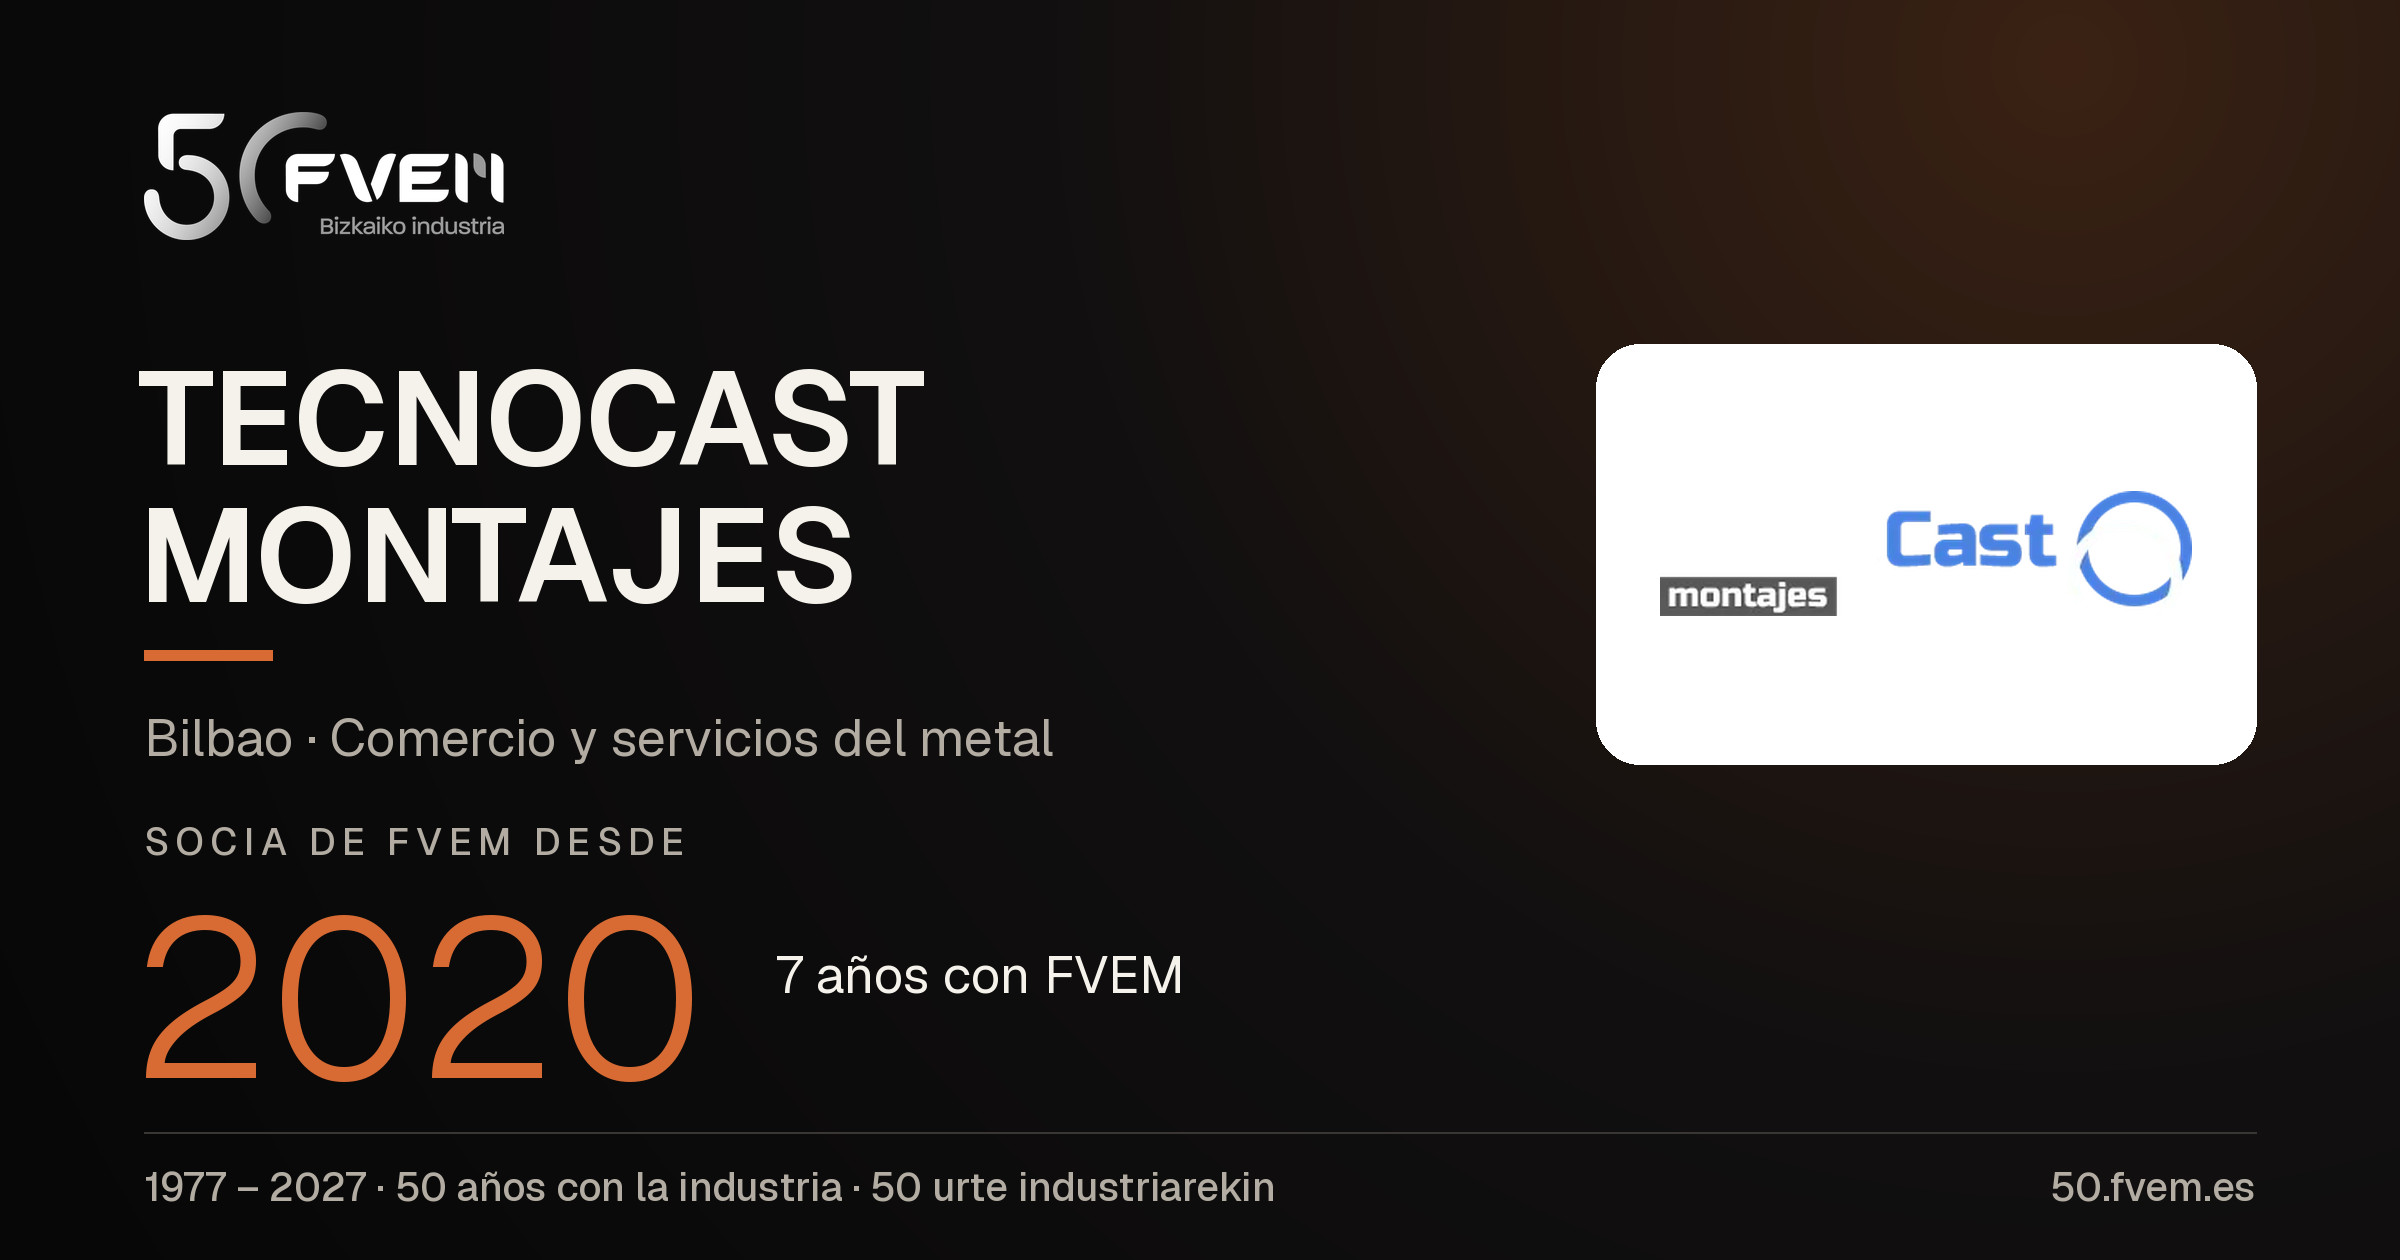 50 FVEM
Bizkaiko industria
TECNOCAST
MONTAJES
Cast
montajes
Bilbao · Comercio y servicios del metal
SOCIA DE FVEM DESDE
2020
7 años con FVEM
1977 – 2027 · 50 años con la industria · 50 urte industriarekin
50.fvem.es